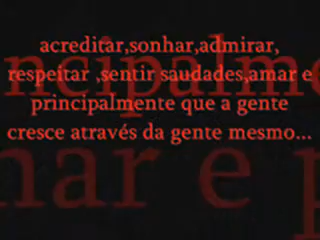 acreditar,sonhar,admirar,
respeitar ,sentir saudades,amar e
principalmente que a gente
cresce através da gente mesmo...